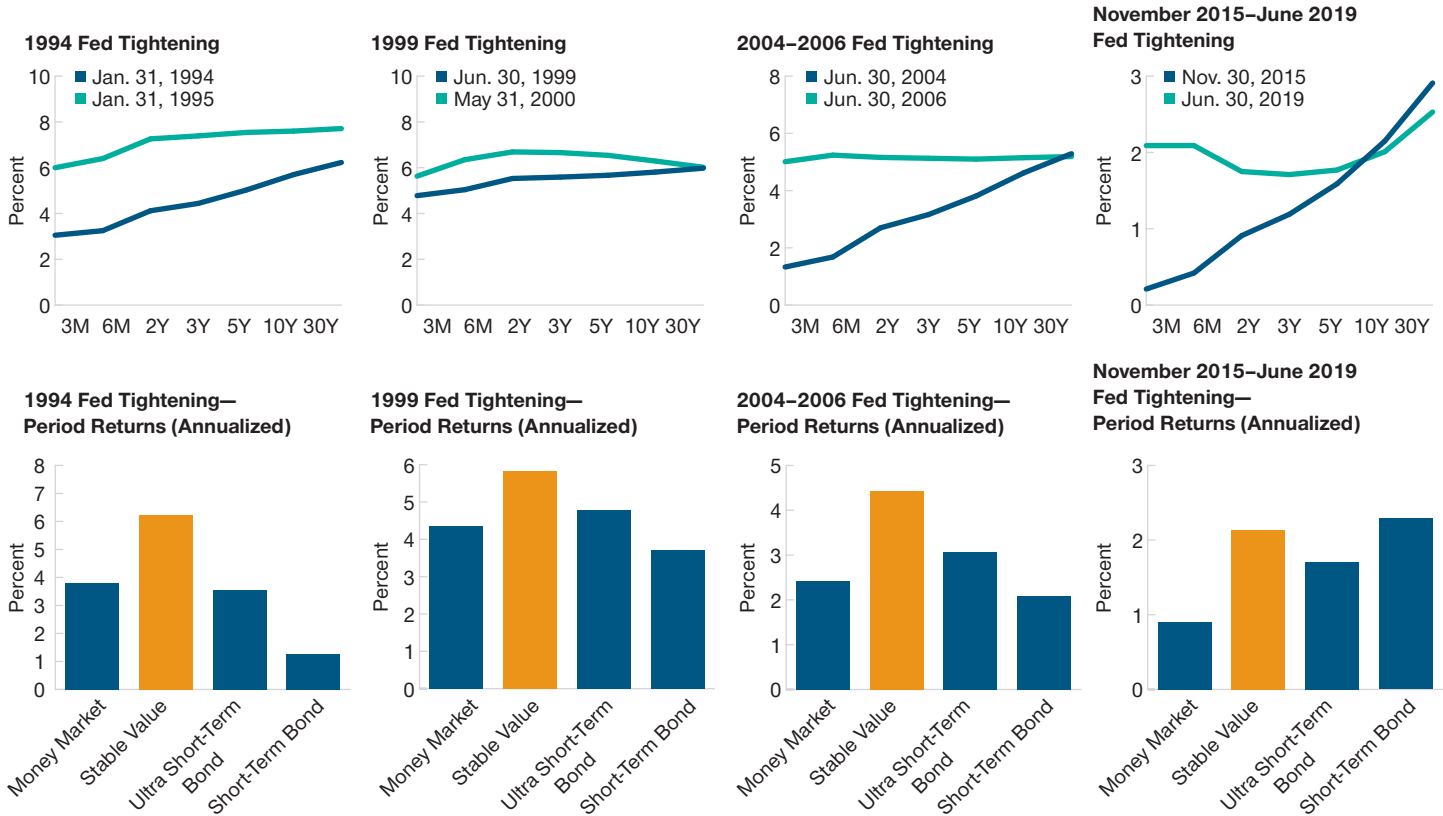 1994 Fed Tightening
Jan. 31, 1994
Jan. 31, 1995
10
8
6
4
2
0
Percent
3M 6M 2Y 3Y 5Y 10Y 30Y
1999 Fed Tightening
Jun. 30, 1999
May 31, 2000
10
8
6
4
2
0
Percent
3M 6M 2Y 3Y 5Y 10Y 30Y
2004–2006 Fed Tightening
Jun. 30, 2004
Jun. 30, 2006
8
6
4
2
0
Percent
3M 6M 2Y 3Y 5Y 10Y 30Y
November 2015–June 2019
Fed Tightening
Nov. 30, 2015
Jun. 30, 2019
3
2
1
0
Percent
3M 6M 2Y 3Y 5Y 10Y 30Y
1994 Fed Tightening—
Period Returns (Annualized)
8
7
6
5
4
3
2
1
0
Percent
Money Market
Stable Value
Ultra Short-Term
Bond
Short-Term Bond
1999 Fed Tightening—
Period Returns (Annualized)
6
5
4
3
2
1
0
Percent
Money Market
Stable Value
Ultra Short-Term
Bond
Short-Term Bond
2004–2006 Fed Tightening—
Period Returns (Annualized)
5
4
3
2
1
0
Percent
Money Market
Stable Value
Ultra Short-Term
Bond
Short-Term Bond
November 2015–June 2019
Fed Tightening—
Period Returns (Annualized)
3
2
1
0
Percent
Money Market
Stable Value
Ultra Short-Term
Bond
Short-Term Bond